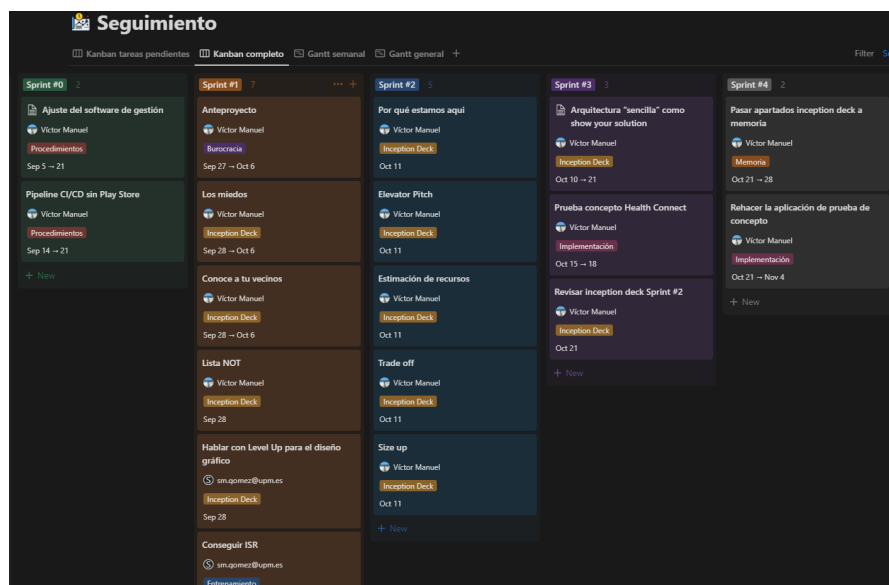 Seguimiento
Kanban tareas pendientes Kanban completo Gantt semanal Gantt general + Filter
Sprint #0 2
Ajuste del software de gestión
Víctor Manuel
Procedimientos
Sep 5 → 21
Pipeline CI/CD sin Play Store
Víctor Manuel
Procedimientos
Sep 14 → 21
+ New
Sprint #1 7 ... +
Anteproyecto
Víctor Manuel
Burocracia
Sep 27 → Oct 6
Los miedos
Víctor Manuel
Inception Deck
Sep 28 → Oct 6
Conoce a tu vecinos
Víctor Manuel
Inception Deck
Sep 28 → Oct 6
Lista NOT
Víctor Manuel
Inception Deck
Sep 28
Hablar con Level Up para el diseño
gráfico
S sm.gomez@upm.es
Inception Deck
Sep 28
Conseguir ISR
S sm.gomez@upm.es
Entrenamiento
Sprint #2 5
Por qué estamos aqui
Víctor Manuel
Inception Deck
Oct 11
Elevator Pitch
Víctor Manuel
Inception Deck
Oct 11
Estimación de recursos
Víctor Manuel
Inception Deck
Oct 11
Trade off
Víctor Manuel
Inception Deck
Oct 11
Size up
Víctor Manuel
Inception Deck
Oct 11
+ New
Sprint #3 3
Arquitectura "sencilla" como
show your solution
Víctor Manuel
Inception Deck
Oct 10 → 21
Prueba concepto Health Connect
Víctor Manuel
Implementación
Oct 15 → 18
Revisar inception deck Sprint #2
Víctor Manuel
Inception Deck
Oct 21
+ New
Sprint #4 2
Pasar apartados inception deck a
memoria
Víctor Manuel
Memoria
Oct 21 → 28
Rehacer la aplicación de prueba de
concepto
Víctor Manuel
Implementación
Oct 21 → Nov 4
+ New